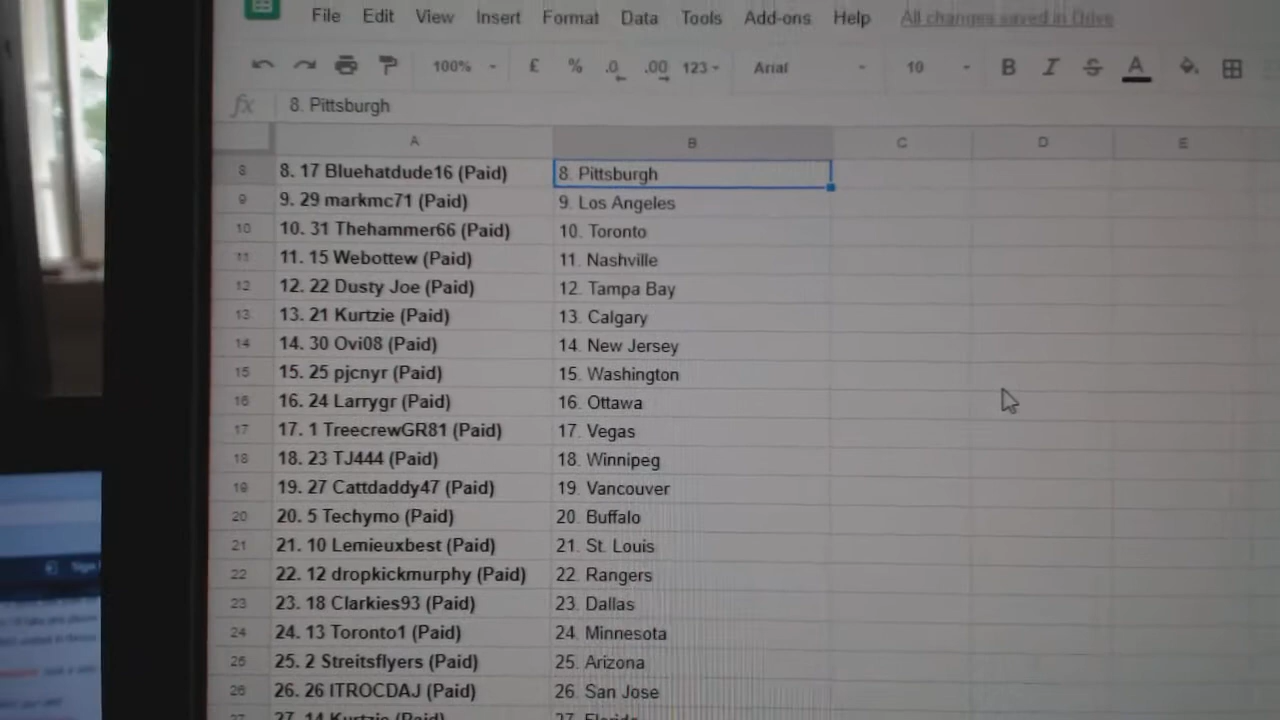 File Edit View Insert Format Data Tools Add-ons Help All changes saved in Drive
100% £ % .0 .00 123 Arial 10 B I S A
fx 8. Pittsburgh
A B C D E
8 8. 17 Bluehatdude16 (Paid) 8. Pittsburgh
9 9. 29 markmc71 (Paid) 9. Los Angeles
10 10. 31 Thehammer66 (Paid) 10. Toronto
11 11. 15 Webottew (Paid) 11. Nashville
12 12. 22 Dusty Joe (Paid) 12. Tampa Bay
13 13. 21 Kurtzie (Paid) 13. Calgary
14 14. 30 Ovi08 (Paid) 14. New Jersey
15 15. 25 pjcnyr (Paid) 15. Washington
16 16. 24 Larrygr (Paid) 16. Ottawa
17 17. 1 TreecrewGR81 (Paid) 17. Vegas
18 18. 23 TJ444 (Paid) 18. Winnipeg
19 19. 27 Cattdaddy47 (Paid) 19. Vancouver
20 20. 5 Techymo (Paid) 20. Buffalo
21 21. 10 Lemieuxbest (Paid) 21. St. Louis
22 22. 12 dropkickmurphy (Paid) 22. Rangers
23 23. 18 Clarkies93 (Paid) 23. Dallas
24 24. 13 Toronto1 (Paid) 24. Minnesota
25 25. 2 Streitsflyers (Paid) 25. Arizona
26 26. 26 ITROCDAJ (Paid) 26. San Jose
27 27. 14 Kurtzie (Paid) 27. Florida